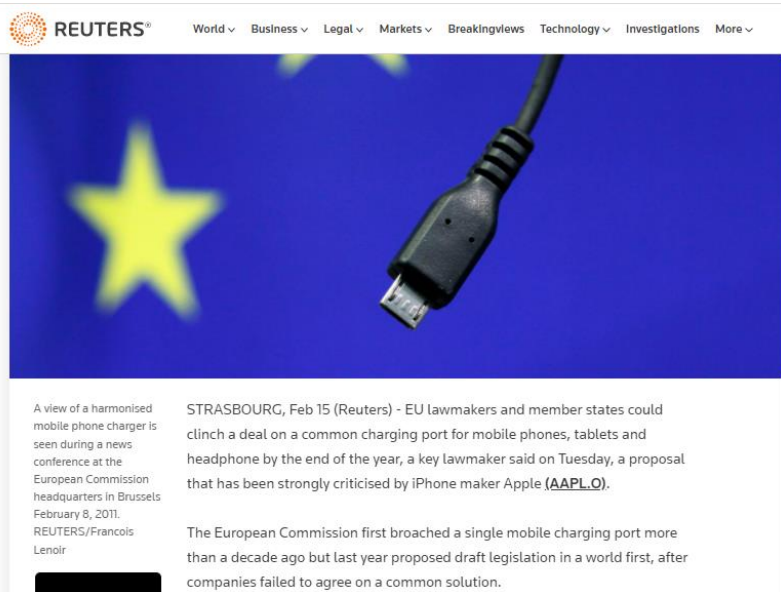 REUTERS®
World Business Legal Markets Breakingviews Technology Investigations More
A view of a harmonised
mobile phone charger is
seen during a news
conference at the
European Commission
headquarters in Brussels
February 8, 2011.
REUTERS/Francois
Lenoir
STRASBOURG, Feb 15 (Reuters) - EU lawmakers and member states could
clinch a deal on a common charging port for mobile phones, tablets and
headphone by the end of the year, a key lawmaker said on Tuesday, a proposal
that has been strongly criticised by iPhone maker Apple (AAPL.O).
The European Commission first broached a single mobile charging port more
than a decade ago but last year proposed draft legislation in a world first, after
companies failed to agree on a common solution.